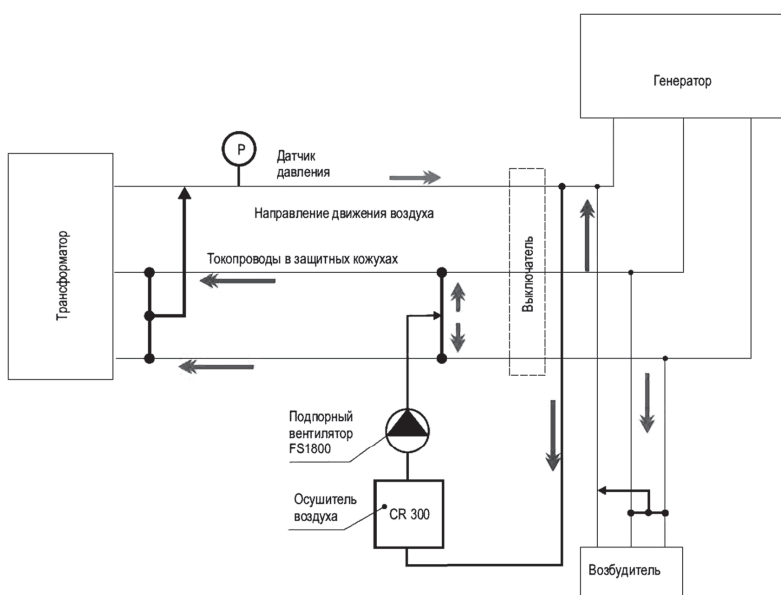 Генератор
P
Датчик
давления
Направление движения воздуха
Трансформатор
Токопроводы в защитных кожухах
Выключатель
Подпорный
вентилятор
FS1800
Осушитель
воздуха
CR 300
Возбудитель